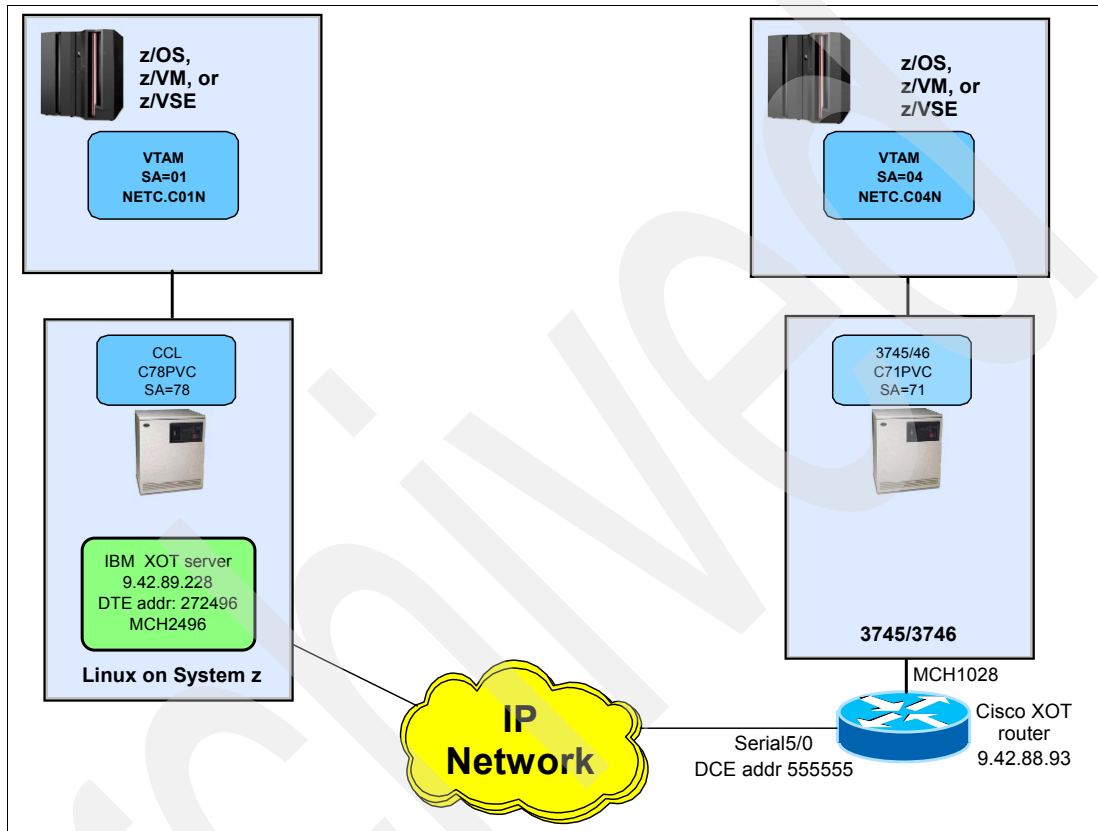 z/OS,
z/VM, or
z/VSE
VTAM
SA=01
NETC.C01N
CCL
C78PVC
SA=78
IBM XOT server
9.42.89.228
DTE addr: 272496
MCH2496
Linux on System z
z/OS,
z/VM, or
z/VSE
VTAM
SA=04
NETC.C04N
3745/46
C71PVC
SA=71
3745/3746
MCH1028
Cisco XOT
router
9.42.88.93
Serial5/0
DCE addr 555555
IP
Network